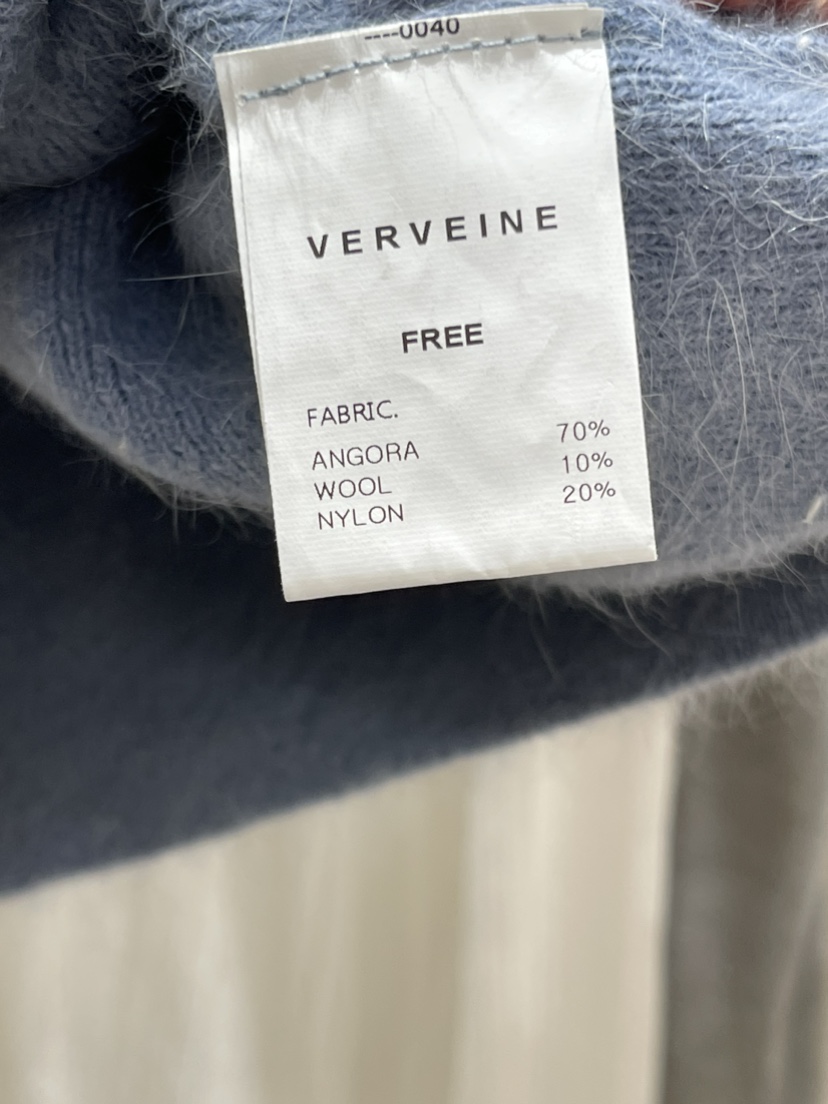 ----0040
VERVEINE
FREE
FABRIC.
ANGORA 70%
WOOL 10%
NYLON 20%